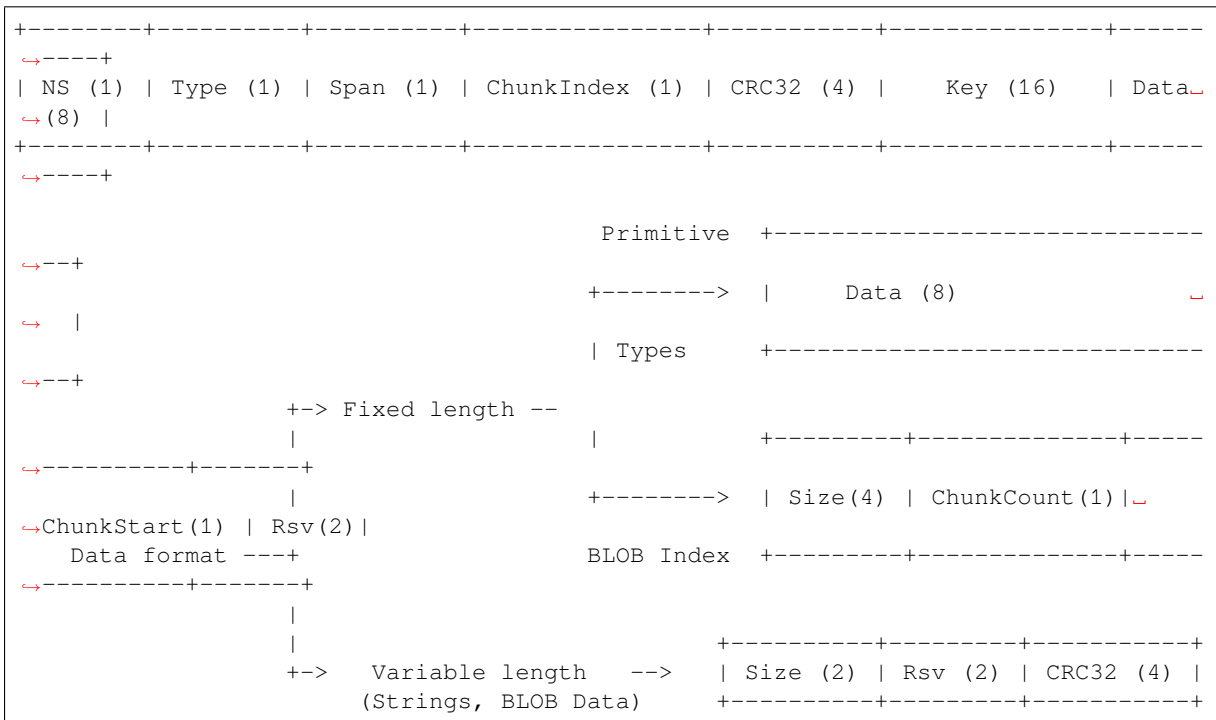 +--------+----------+----------+----------------+-----------+---------------+------
↪----+
| NS (1) | Type (1) | Span (1) | ChunkIndex (1) | CRC32 (4) |    Key (16)   | Data␣
↪(8) |
+--------+----------+----------+----------------+-----------+---------------+------
↪----+
                                         Primitive  +------------------------------
↪--+
                                        +-------->  |     Data (8)                ␣
↪  |
                                        | Types     +------------------------------
↪--+
                   +-> Fixed length --
                   |                    |           +---------+--------------+-----
↪----------+-------+
                   |                    +-------->  | Size(4) | ChunkCount(1)|␣
↪ChunkStart(1) | Rsv(2)|
    Data format ---+                    BLOB Index  +---------+--------------+-----
↪----------+-------+
                   |
                   |                             +----------+---------+-----------+
                   +->   Variable length   -->   | Size (2) | Rsv (2) | CRC32 (4) |
                        (Strings, BLOB Data)     +----------+---------+-----------+